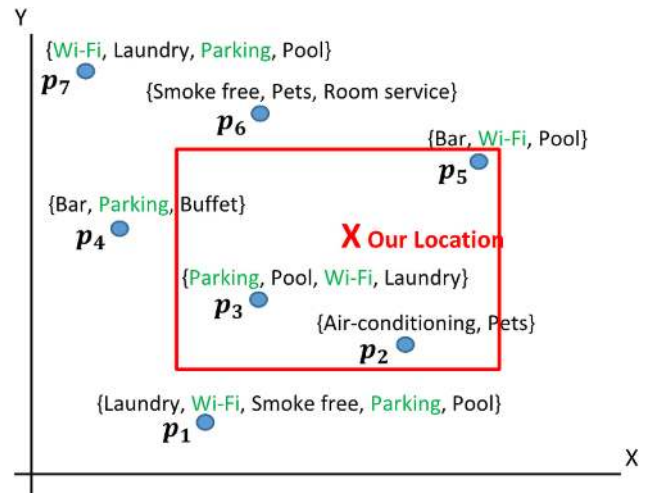 Y
{Wi-Fi, Laundry, Parking, Pool}
p7
{Smoke free, Pets, Room service}
p6
{Bar, Wi-Fi, Pool}
p5
{Bar, Parking, Buffet}
p4
X Our Location
{Parking, Pool, Wi-Fi, Laundry}
p3
{Air-conditioning, Pets}
p2
{Laundry, Wi-Fi, Smoke free, Parking, Pool}
p1
X